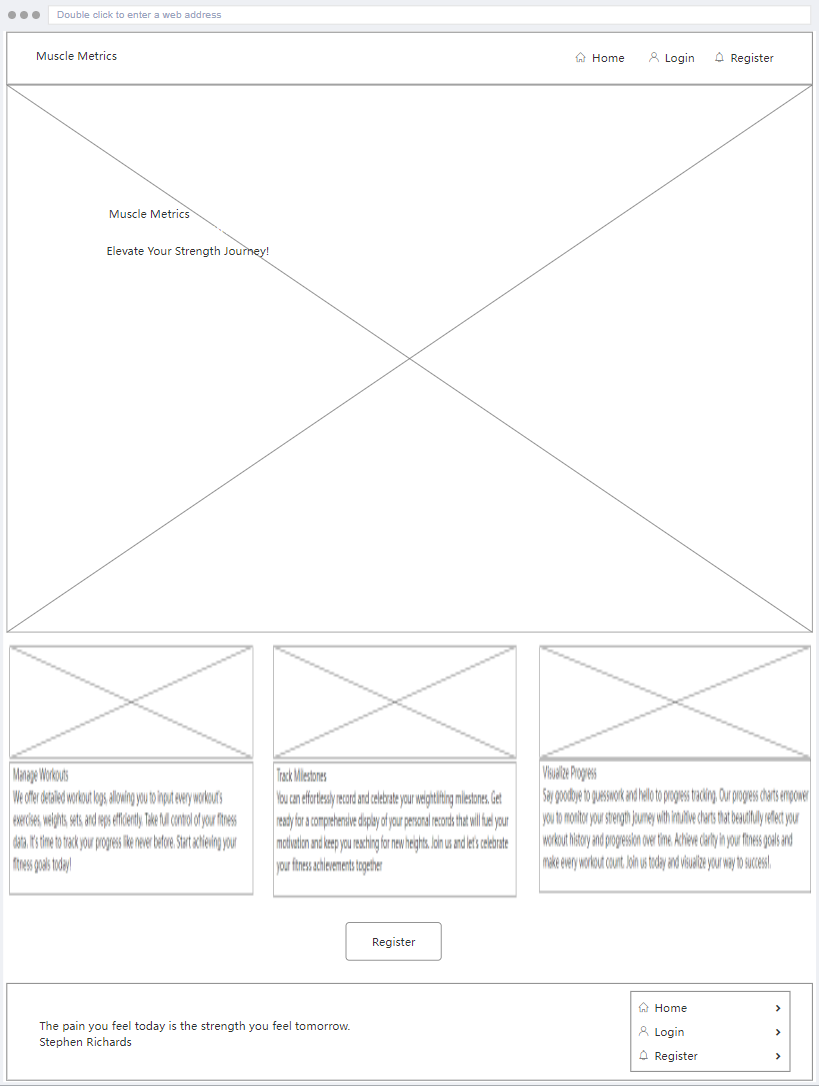 Double click to enter a web address
Muscle Metrics
Home
Login
Register
Muscle Metrics
Elevate Your Strength Journey!
Manage Workouts
We offer detailed workout logs, allowing you to input every workout's
exercises, weights, sets, and reps efficiently. Take full control of your fitness
data. It's time to track your progress like never before. Start achieving your
fitness goals today!
Track Milestones
You can effortlessly record and celebrate your weightlifting milestones. Get
ready for a comprehensive display of your personal records that will fuel your
motivation and keep you reaching for new heights. Join us and let's celebrate
your fitness achievements together
Visualize Progress
Say goodbye to guesswork and hello to progress tracking. Our progress charts empower
you to monitor your strength journey with intuitive charts that beautifully reflect your
workout history and progression over time. Achieve clarity in your fitness goals and
make every workout count. Join us today and visualize your way to success!.
Register
The pain you feel today is the strength you feel tomorrow.
Stephen Richards
Home
Login
Register